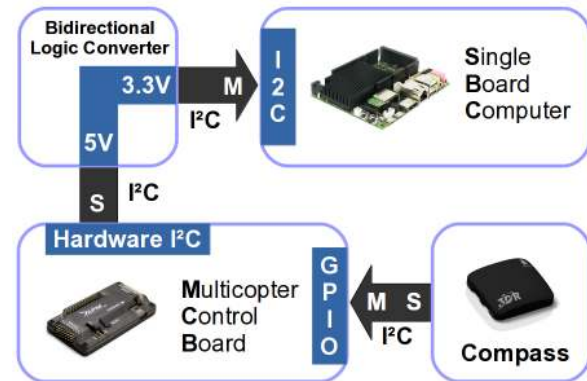 Bidirectional
Logic Converter
3.3V
5V
M
I²C
I
2
C
Single
Board
Computer
S
I²C
Hardware I²C
Multicopter
Control
Board
G
P
I
O
M S
I²C
3DR
Compass